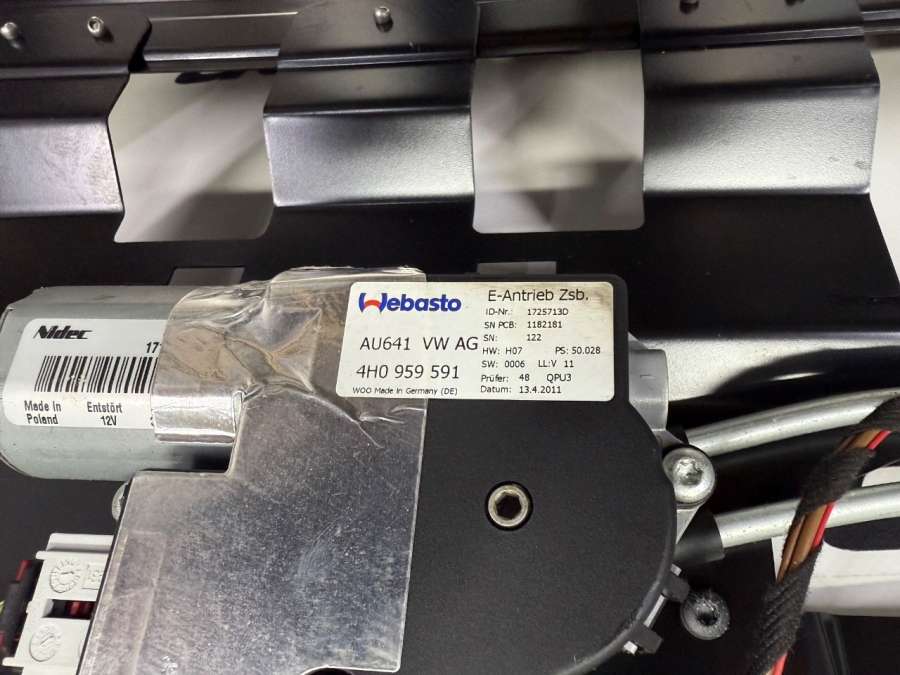 Webasto
E-Antrieb Zsb.
ID-Nr.: 1725713D
SN PCB: 1182181
SN: 122
AU641 VW AG
HW: H07 PS: 50.028
4H0 959 591
SW: 0006 LL:V 11
WOO Made in Germany (DE)
Prüfer: 48 QPU3
Datum: 13.4.2011
Nidec
Made in
Poland
Entstört
12V